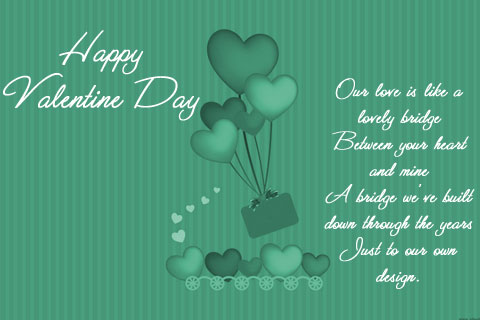 Happy
Valentine Day
Our love is like a
lovely bridge
Between your heart
and mine
A bridge we've built
down through the years
Just to our own
design.